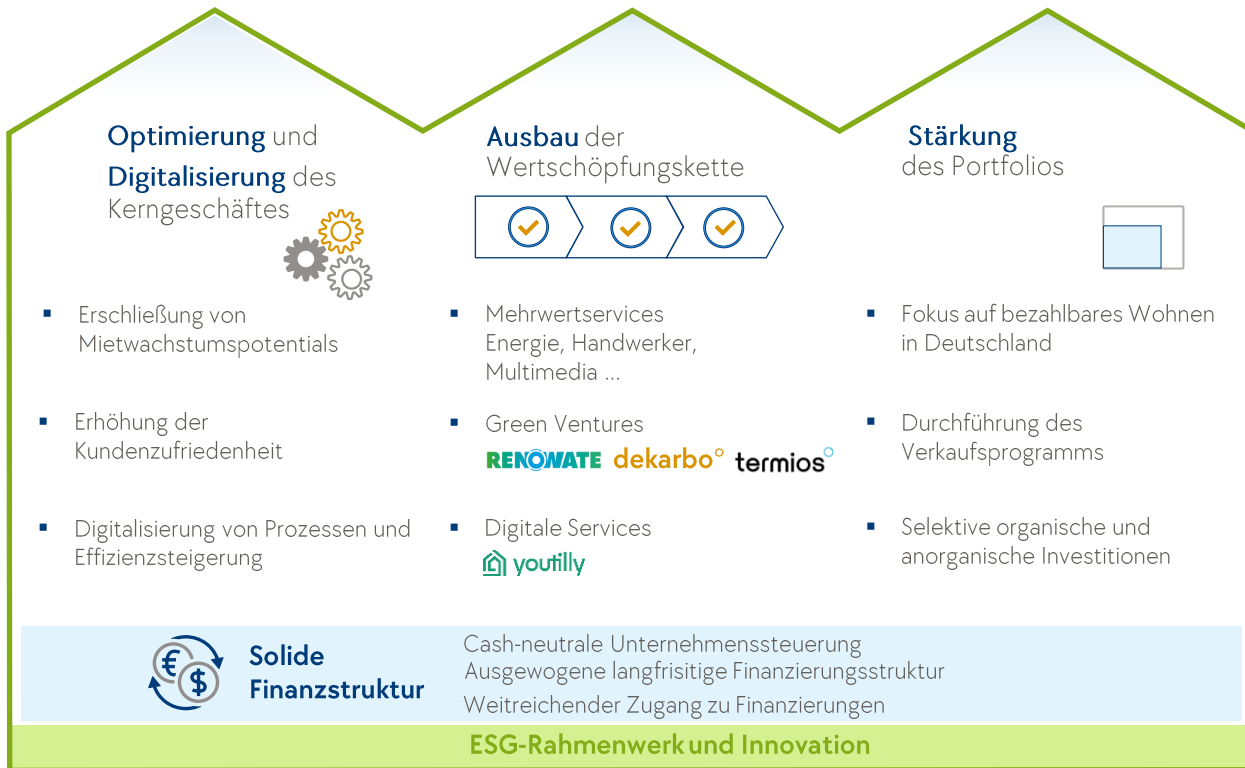 Optimierung und
Digitalisierung des
Kerngeschäftes
▪ Erschließung von
Mietwachstumspotentials
▪ Erhöhung der
Kundenzufriedenheit
▪ Digitalisierung von Prozessen und
Effizienzsteigerung
Ausbau der
Wertschöpfungskette
▪ Mehrwertservices
Energie, Handwerker,
Multimedia ...
▪ Green Ventures
RENOWATE dekarbo° termios°
▪ Digitale Services
youtilly
Stärkung
des Portfolios
▪ Fokus auf bezahlbares Wohnen
in Deutschland
▪ Durchführung des
Verkaufsprogramms
▪ Selektive organische und
anorganische Investitionen
€
$
Solide
Finanzstruktur
Cash-neutrale Unternehmenssteuerung
Ausgewogene langfrisitige Finanzierungsstruktur
Weitreichender Zugang zu Finanzierungen
ESG-Rahmenwerk und Innovation